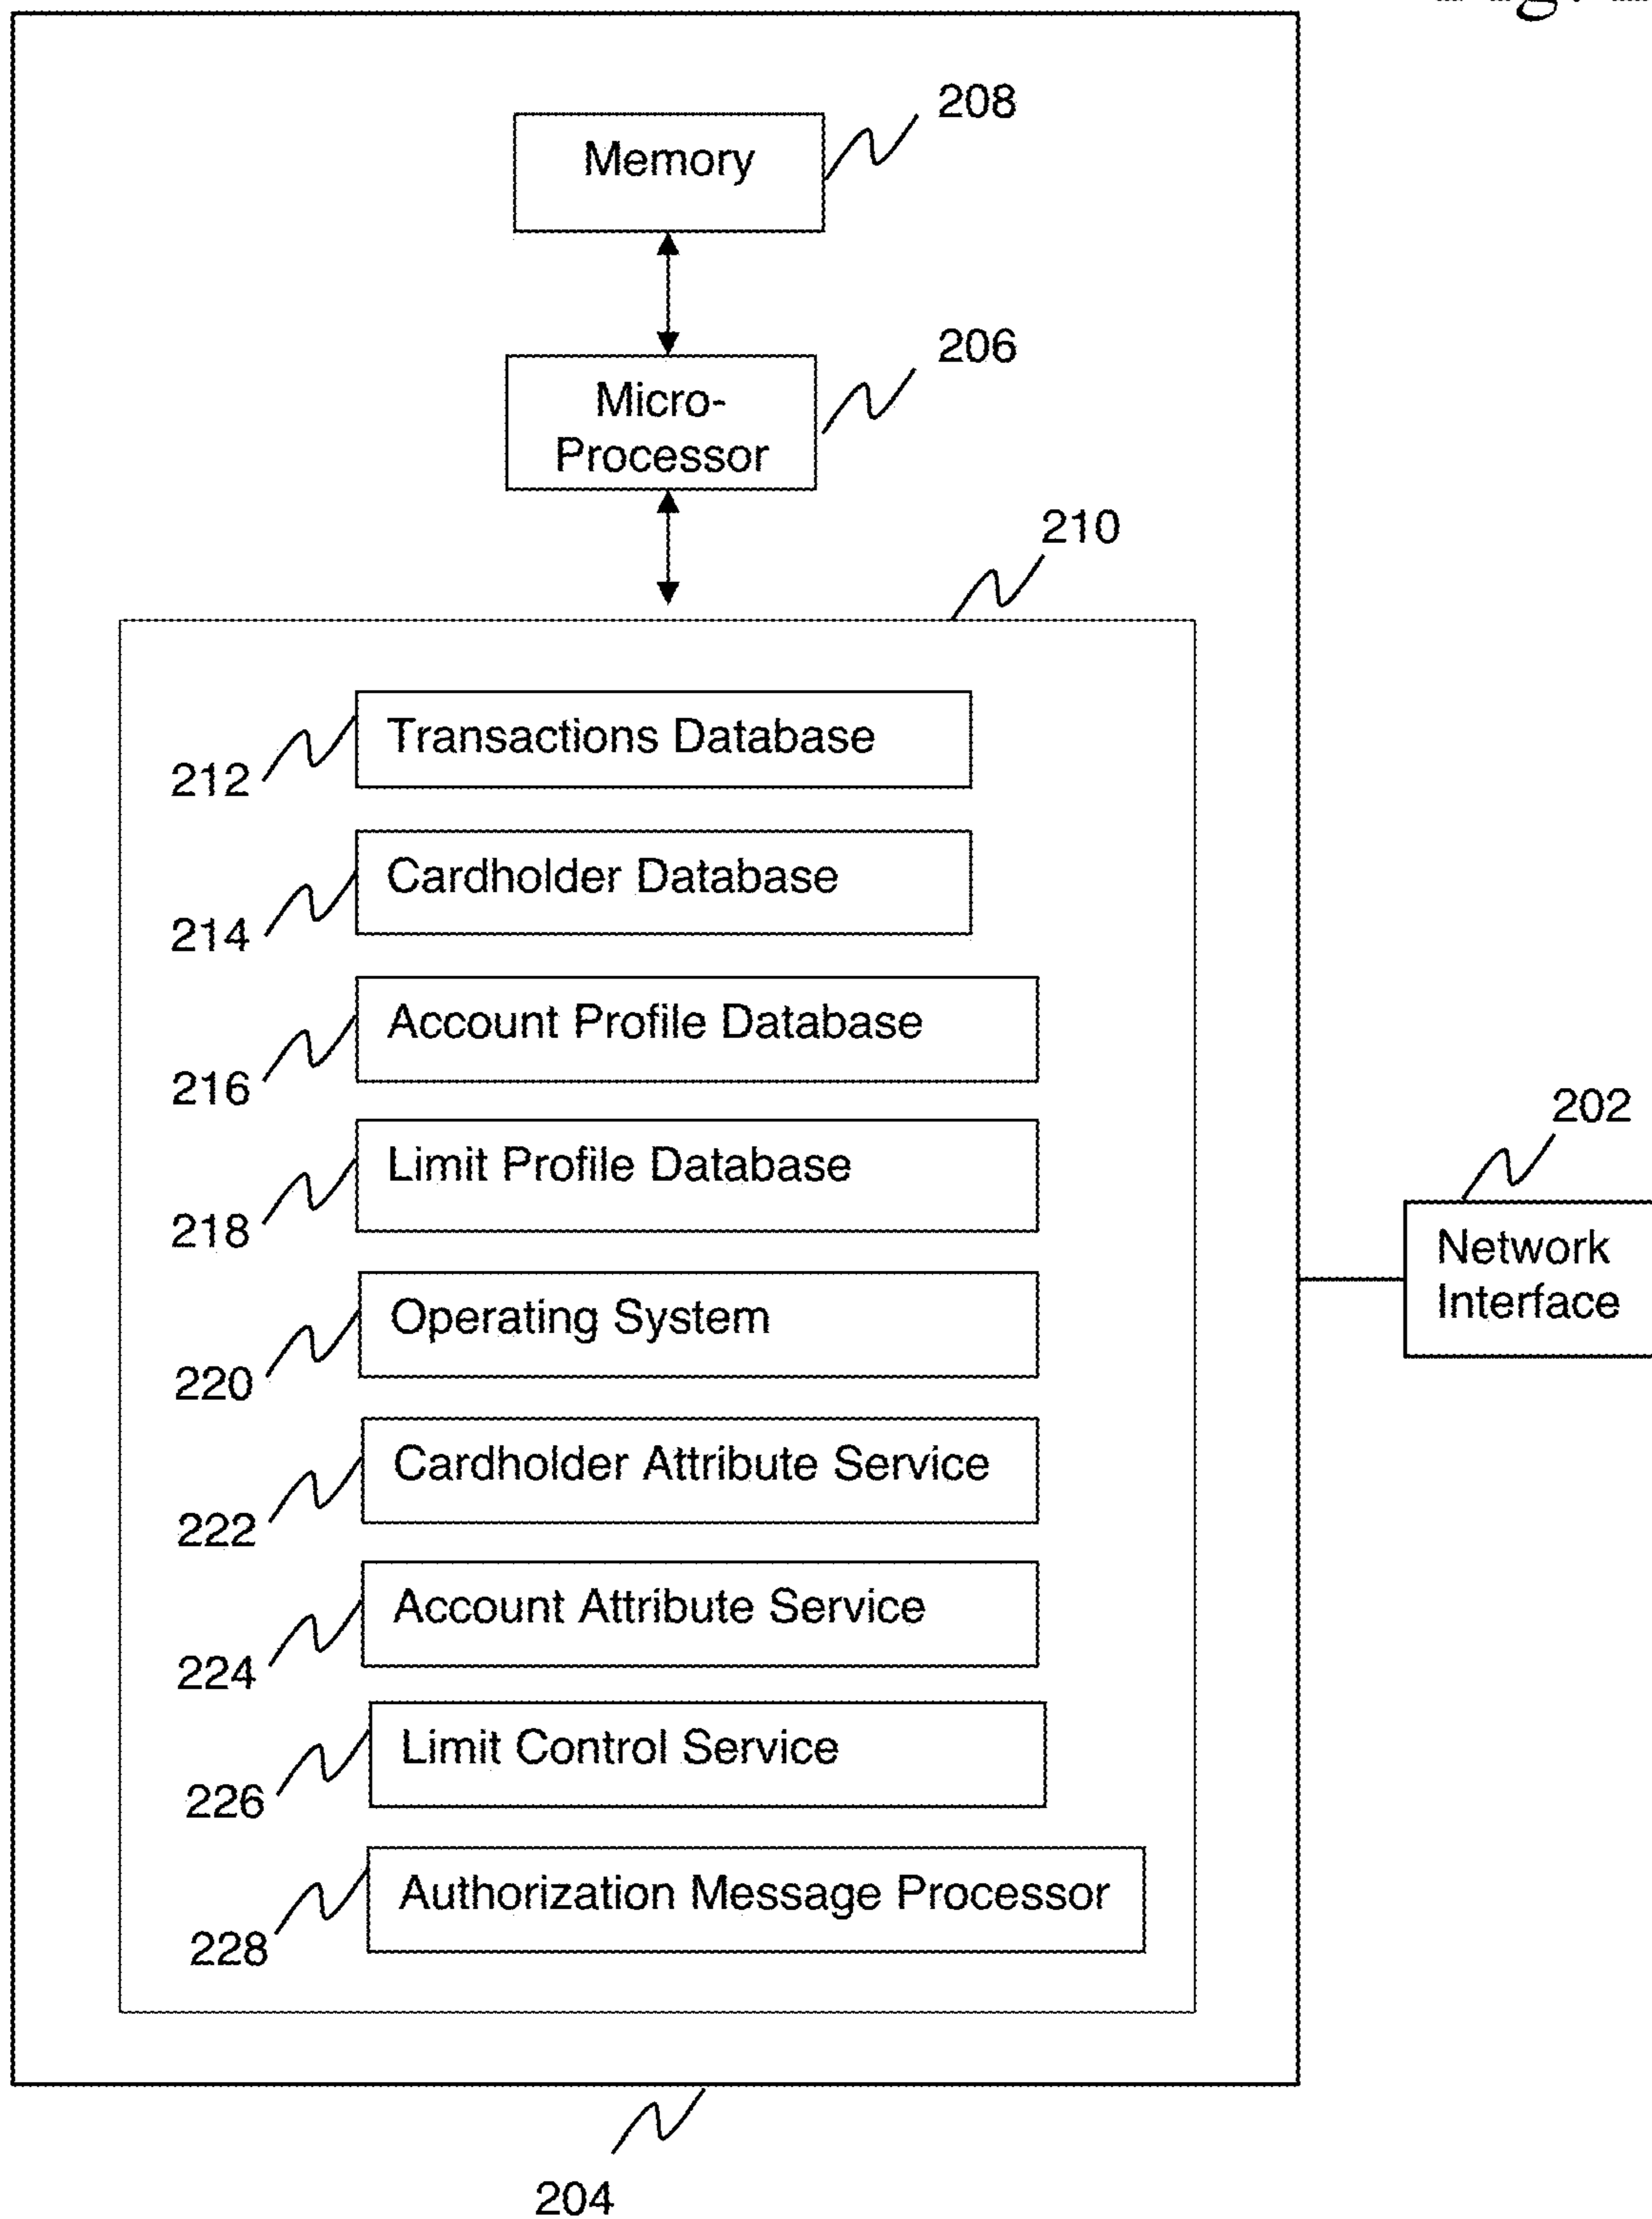 208
Memory
206
Micro-
Processor
210
Transactions Database
212
Cardholder Database
214
Account Profile Database
216
202
Limit Profile Database
218
Network
Interface
Operating System
220
Cardholder Attribute Service
222
Account Attribute Service
224
Limit Control Service
226
Authorization Message Processor
228
204